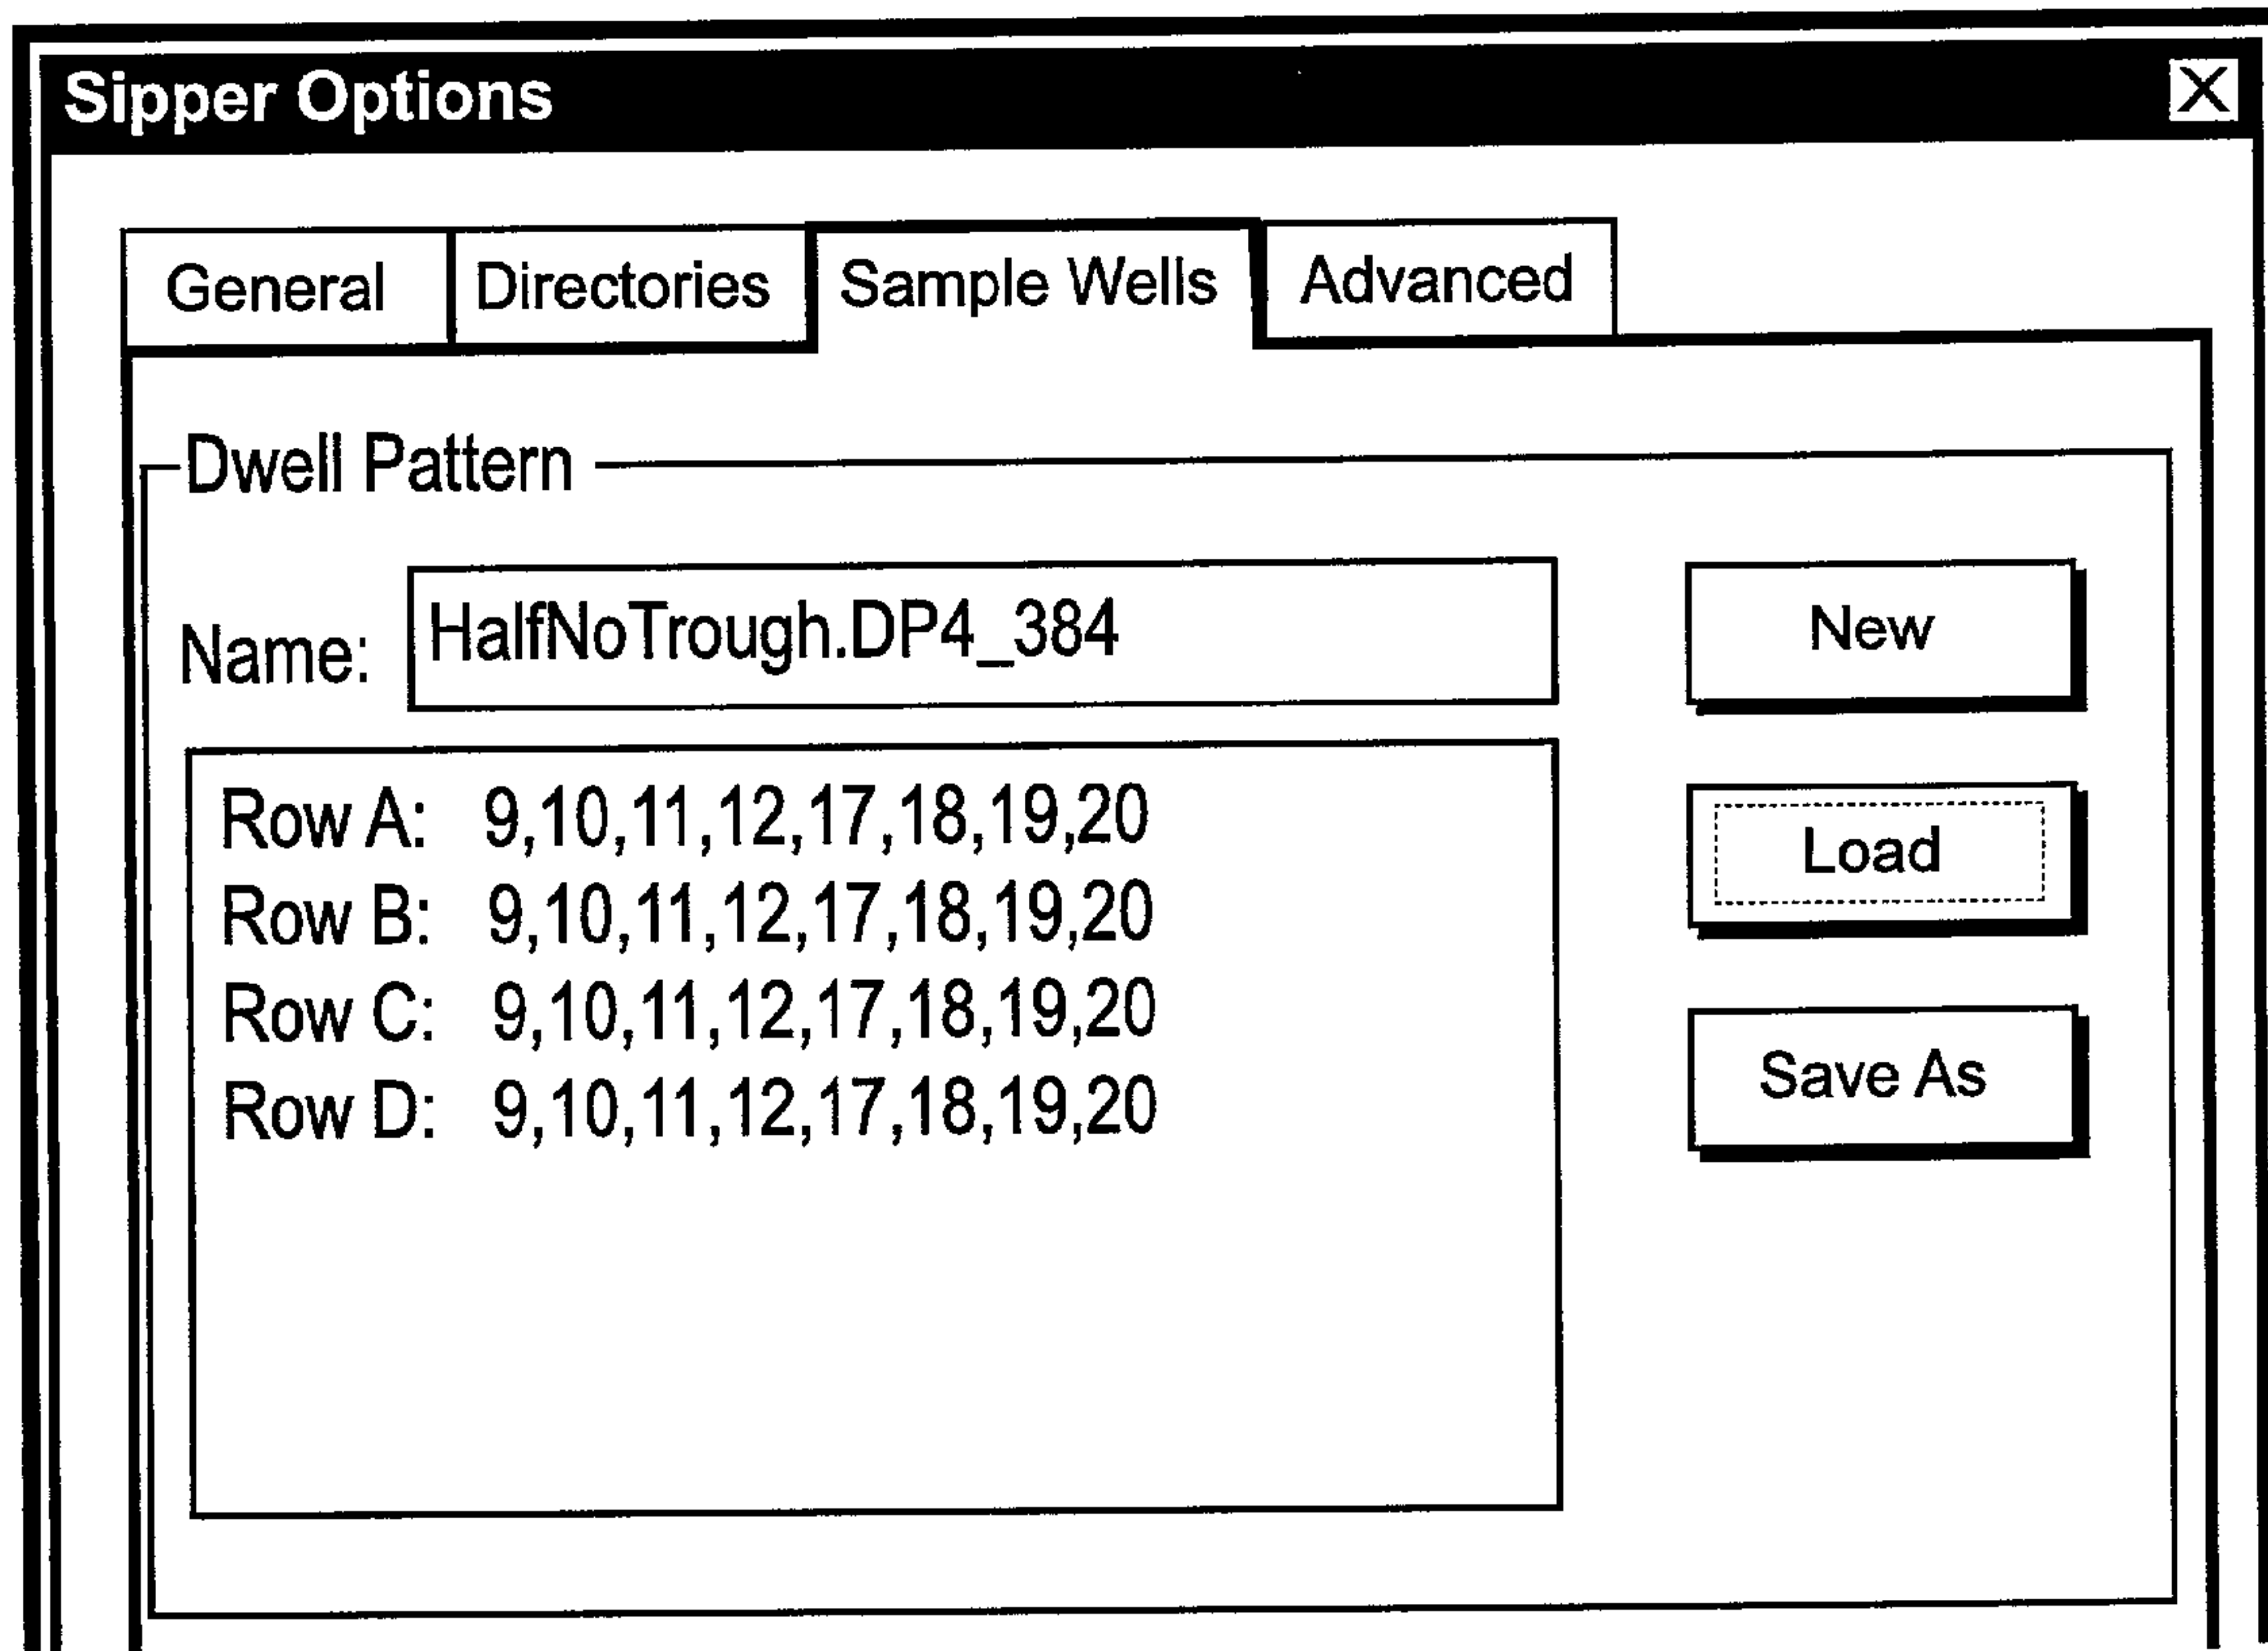 Sipper Options X
General Directories Sample Wells Advanced
Dwell Pattern
Name: HalfNoTrough.DP4_384 New
Row A: 9,10,11,12,17,18,19,20
Load
Row B: 9,10,11,12,17,18,19,20
Row C: 9,10,11,12,17,18,19,20
Row D: 9,10,11,12,17,18,19,20
Save As